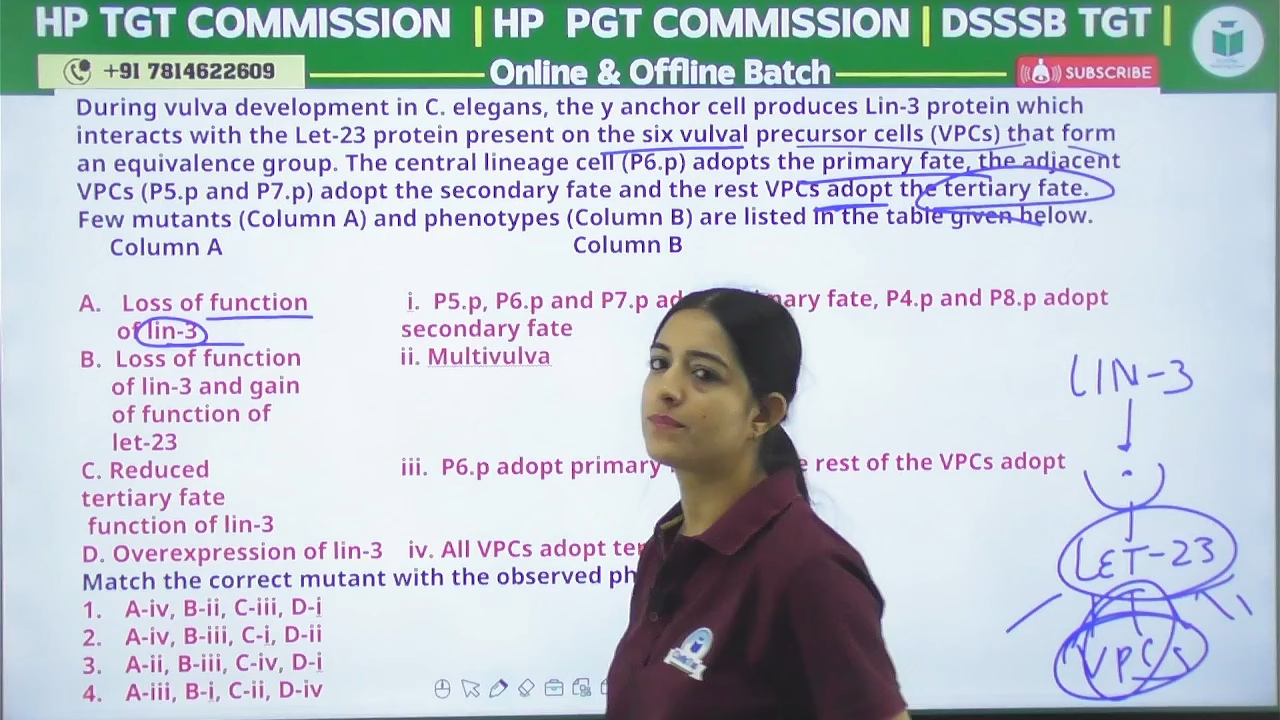 HP TGT COMMISSION | HP PGT COMMISSION | DSSSB TGT |
+91 7814622609 Online & Offline Batch SUBSCRIBE
During vulva development in C. elegans, the y anchor cell produces Lin-3 protein which
interacts with the Let-23 protein present on the six vulval precursor cells (VPCs) that form
an equivalence group. The central lineage cell (P6.p) adopts the primary fate, the adjacent
VPCs (P5.p and P7.p) adopt the secondary fate and the rest VPCs adopt the tertiary fate.
Few mutants (Column A) and phenotypes (Column B) are listed in the table given below.
Column A Column B
A. Loss of function i. P5.p, P6.p and P7.p fate, P4.p and P8.p adopt
of lin-3 secondary fate
B. Loss of function ii. Multivulva
of lin-3 and gain
of function of
let-23
C. Reduced iii. P6.p adopt primary rest of the VPCs adopt
tertiary fate
function of lin-3
D. Overexpression of lin-3 iv. All VPCs adopt
Match the correct mutant with the observed
1. A-iv, B-ii, C-iii, D-i
2. A-iv, B-iii, C-i, D-ii
3. A-ii, B-iii, C-iv, D-i
4. A-iii, B-i, C-ii, D-iv
LIN-3
LET-23
VPCs